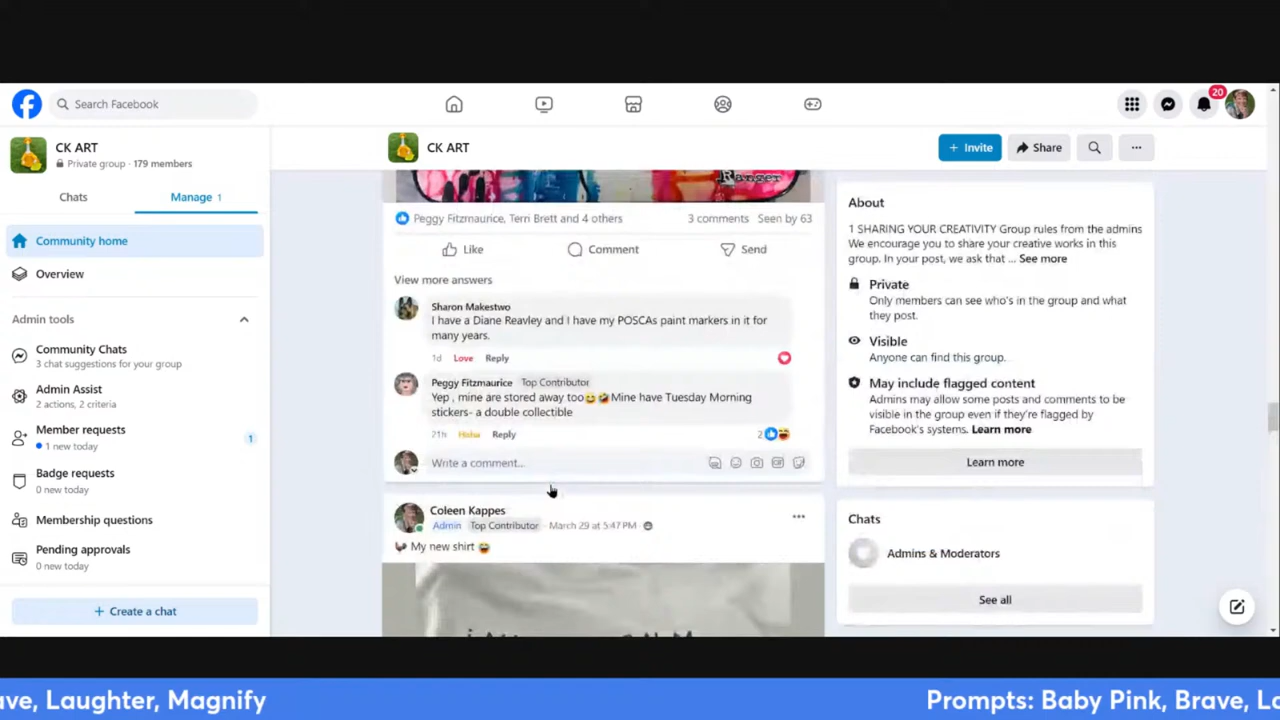 Search Facebook
20
CK ART
Private group · 179 members
Chats
Manage 1
Community home
Overview
Admin tools
Community Chats
3 chat suggestions for your group
Admin Assist
2 actions, 2 criteria
Member requests
1 new today
1
Badge requests
0 new today
Membership questions
Pending approvals
0 new today
+ Create a chat
CK ART
+ Invite
Share
Ranger
Peggy Fitzmaurice, Terri Brett and 4 others
3 comments Seen by 63
Like
Comment
Send
View more answers
Sharon Makestwo
I have a Diane Reavley and I have my POSCAs paint markers in it for
many years.
1d Love Reply
Peggy Fitzmaurice Top Contributor
Yep , mine are stored away too😂🤣Mine have Tuesday Morning
stickers- a double collectible
21h Haha Reply
2
Write a comment...
Coleen Kappes
Admin Top Contributor · March 29 at 5:47 PM ·
🐓 My new shirt 😂
About
1 SHARING YOUR CREATIVITY Group rules from the admins
We encourage you to share your creative works in this
group. In your post, we ask that ... See more
Private
Only members can see who's in the group and what
they post.
Visible
Anyone can find this group.
May include flagged content
Admins may allow some posts and comments to be
visible in the group even if they're flagged by
Facebook's systems. Learn more
Learn more
Chats
Admins & Moderators
See all
ave, Laughter, Magnify
Prompts: Baby Pink, Brave, La